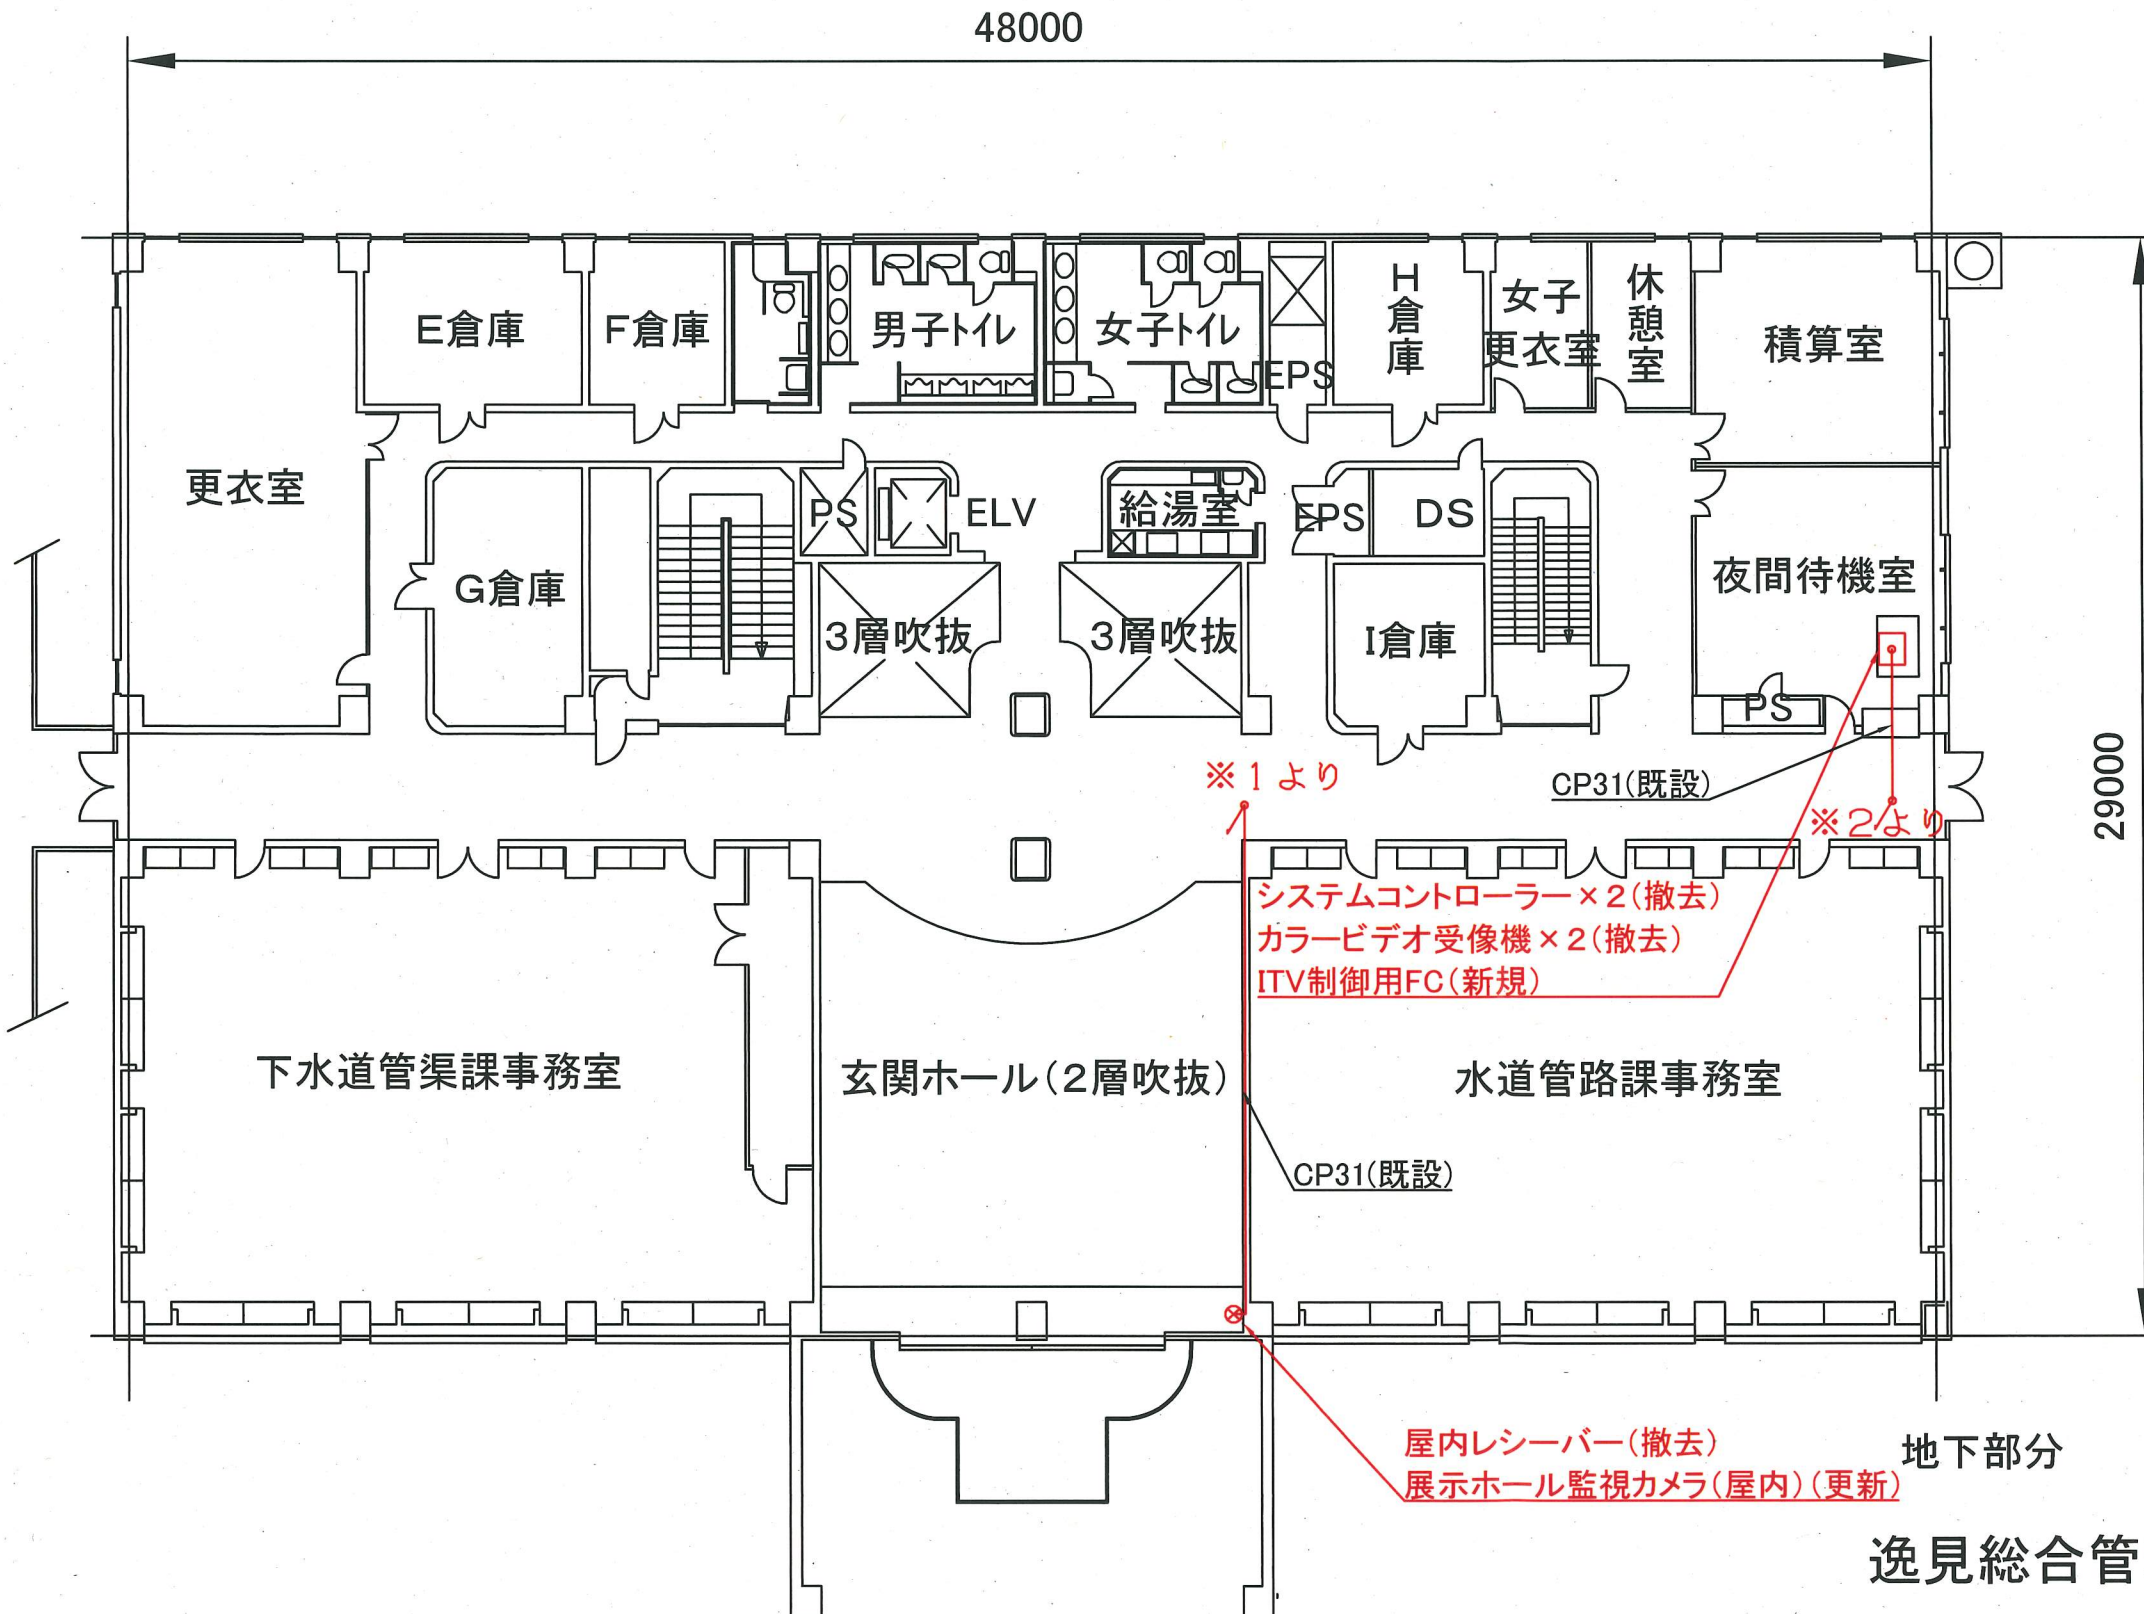 48000
E倉庫
F倉庫
男子トイレ
女子トイレ
EPS
H
倉
庫
女子
更衣室
休
憩
室
積算室
更衣室
G倉庫
PS
ELV
給湯室
EPS
DS
夜間待機室
3層吹抜
3層吹抜
I倉庫
PS
29000
※1より
CP31(既設)
※2より
システムコントローラー×2(撤去)
カラービデオ受像機×2(撤去)
ITV制御用FC(新規)
下水道管渠課事務室
玄関ホール(2層吹抜)
水道管路課事務室
CP31(既設)
屋内レシーバー(撤去)
展示ホール監視カメラ(屋内)(更新)
地下部分
逸見総合管